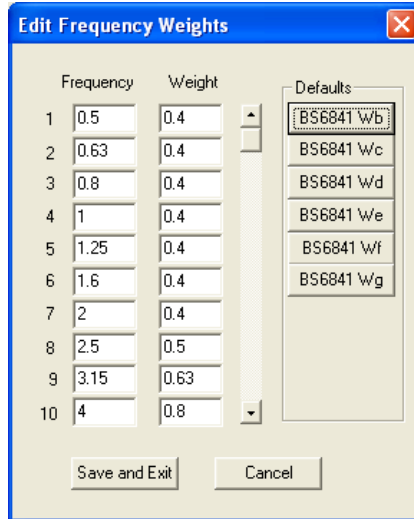 Edit Frequency Weights
Frequency Weight Defaults
1 0.5 0.4 BS6841 Wb
2 0.63 0.4 BS6841 Wc
3 0.8 0.4 BS6841 Wd
4 1 0.4 BS6841 We
5 1.25 0.4 BS6841 Wf
6 1.6 0.4 BS6841 Wg
7 2 0.4
8 2.5 0.5
9 3.15 0.63
10 4 0.8
Save and Exit Cancel